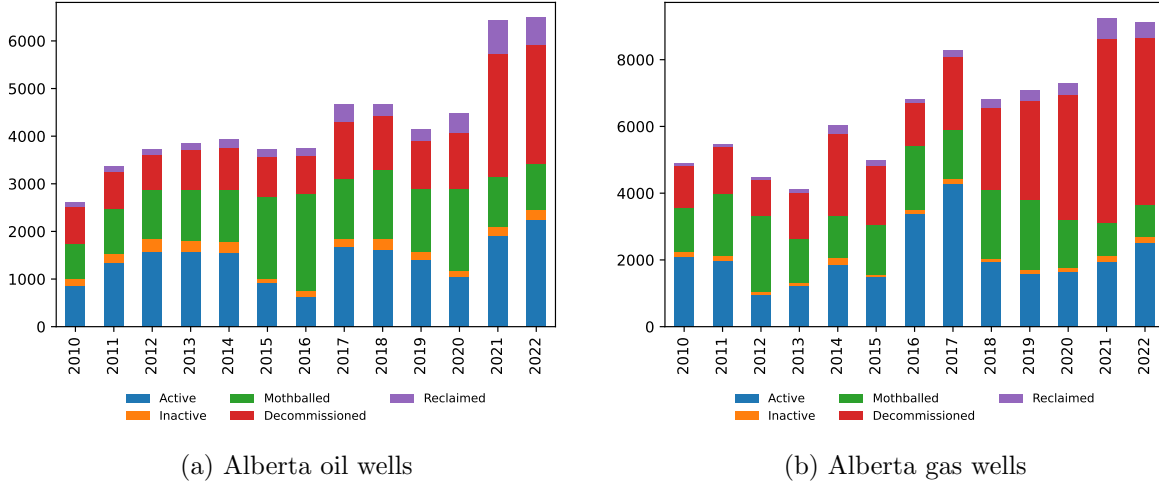 6000
5000
4000
3000
2000
1000
0
2010 2011 2012 2013 2014 2015 2016 2017 2018 2019 2020 2021 2022
Active Mothballed Reclaimed
Inactive Decommissioned
(a) Alberta oil wells
8000
6000
4000
2000
0
2010 2011 2012 2013 2014 2015 2016 2017 2018 2019 2020 2021 2022
Active Mothballed Reclaimed
Inactive Decommissioned
(b) Alberta gas wells